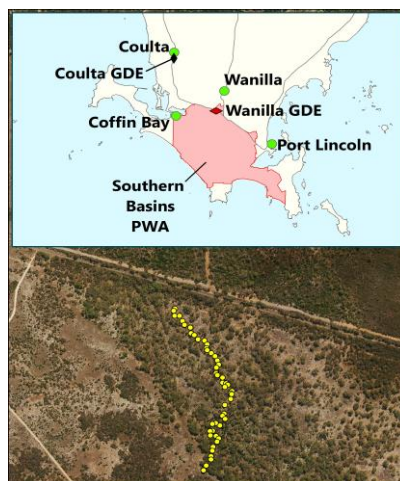 Coulta
Coulta GDE
Wanilla
Wanilla GDE
Coffin Bay
Port Lincoln
Southern
Basins
PWA